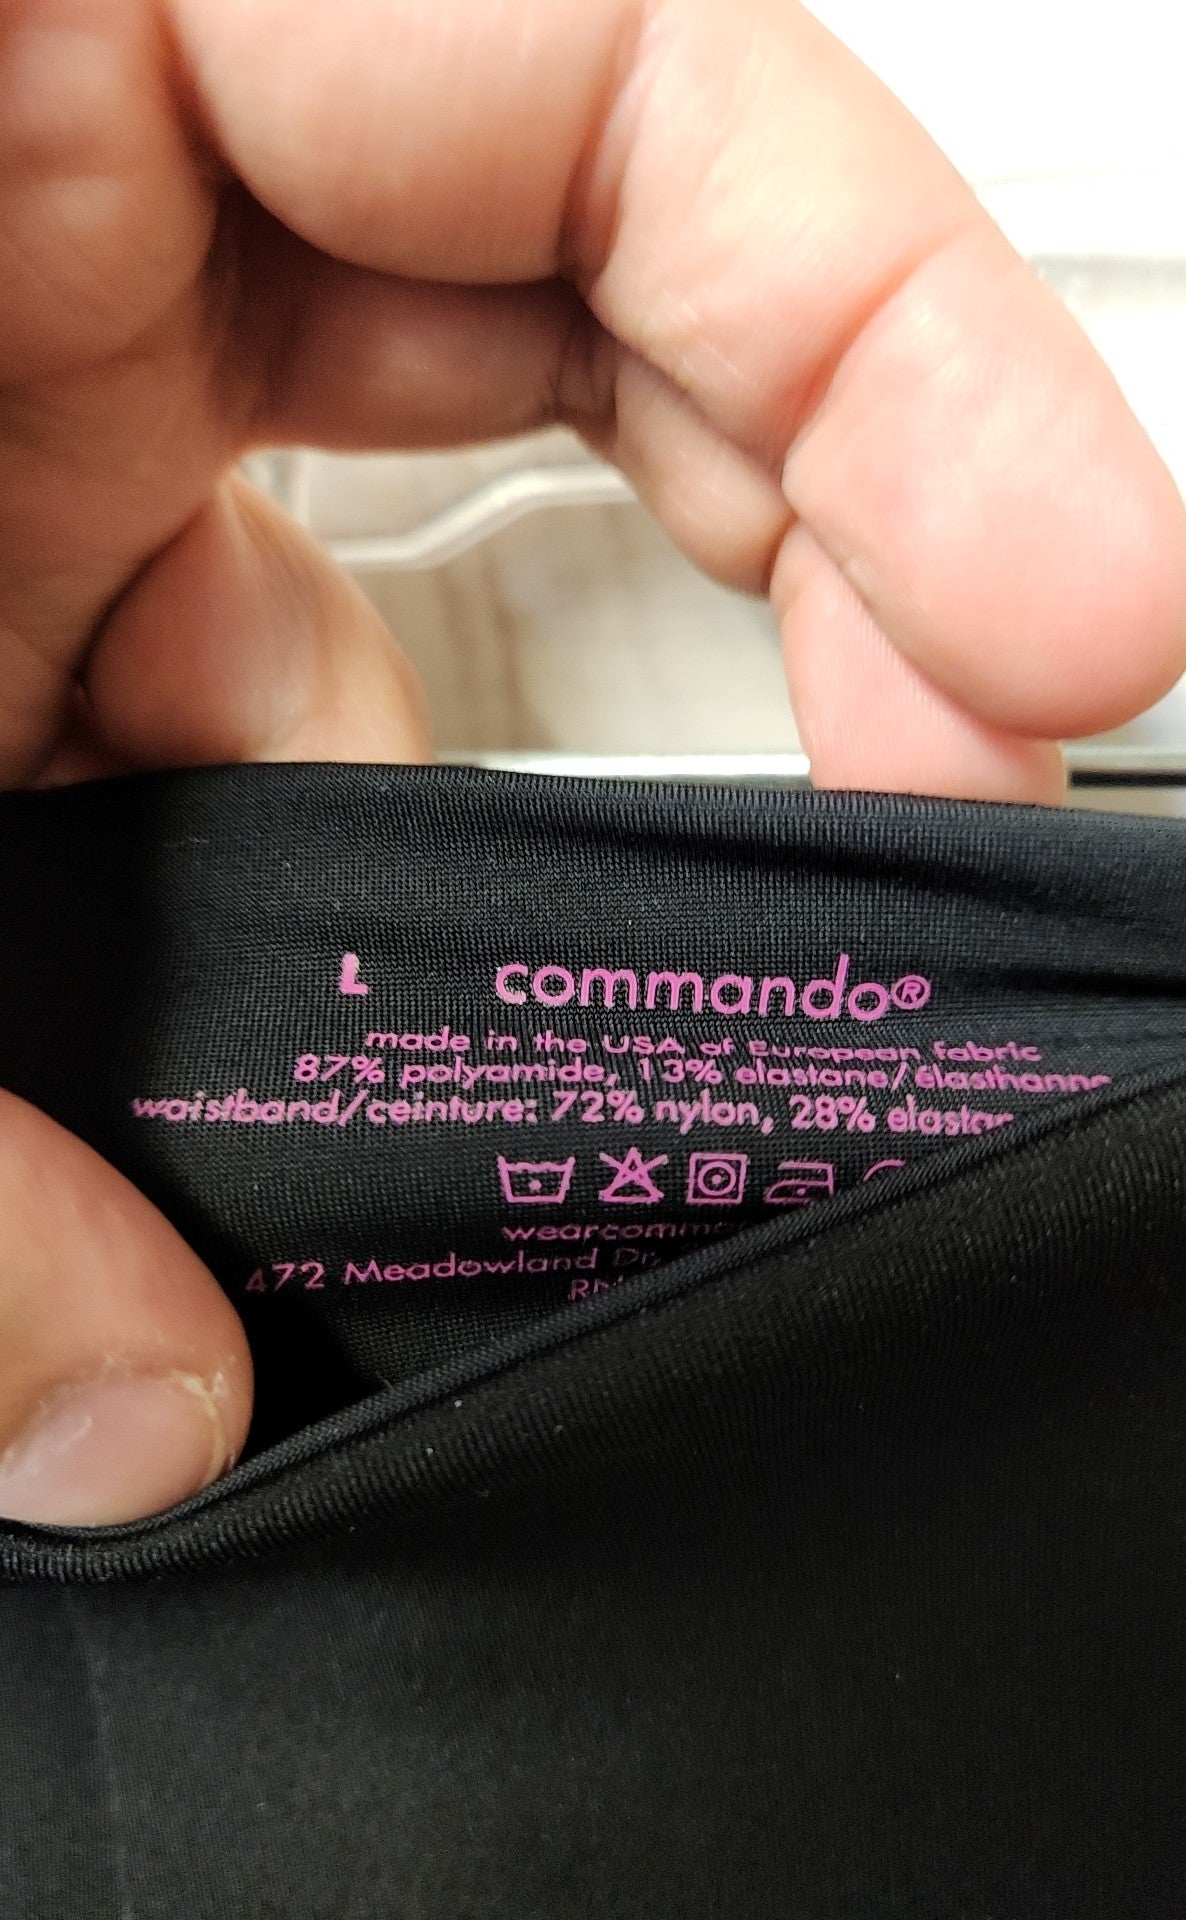 L commando®
made in the USA of European fabric
87% polyamide, 13% elastane/élasthanne
waistband/ceinture: 72% nylon, 28%
472 Meadowland Dr,